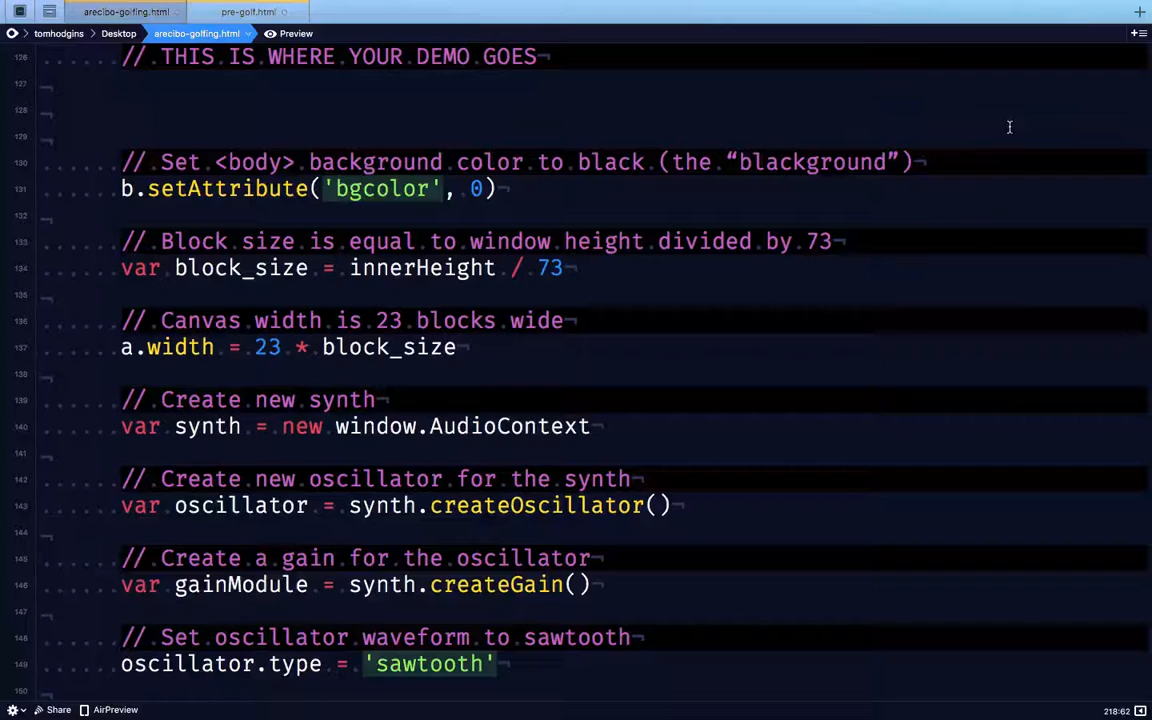 arecibo-golfing.html
pre-golf.html
tomhodgins Desktop arecibo-golfing.html Preview
126 // THIS IS WHERE YOUR DEMO GOES¬
127 ¬
128 ¬
129 ¬
130 // Set <body> background color to black (the “blackground”)¬
131 b.setAttribute('bgcolor', 0)¬
132 ¬
133 // Block size is equal to window height divided by 73¬
134 var block_size = innerHeight / 73¬
135 ¬
136 // Canvas width is 23 blocks wide¬
137 a.width = 23 * block_size¬
138 ¬
139 // Create new synth¬
140 var synth = new window.AudioContext¬
141 ¬
142 // Create new oscillator for the synth¬
143 var oscillator = synth.createOscillator()¬
144 ¬
145 // Create a gain for the oscillator¬
146 var gainModule = synth.createGain()¬
147 ¬
148 // Set oscillator waveform to sawtooth¬
149 oscillator.type = 'sawtooth'¬
150 ¬
Share AirPreview 218:62